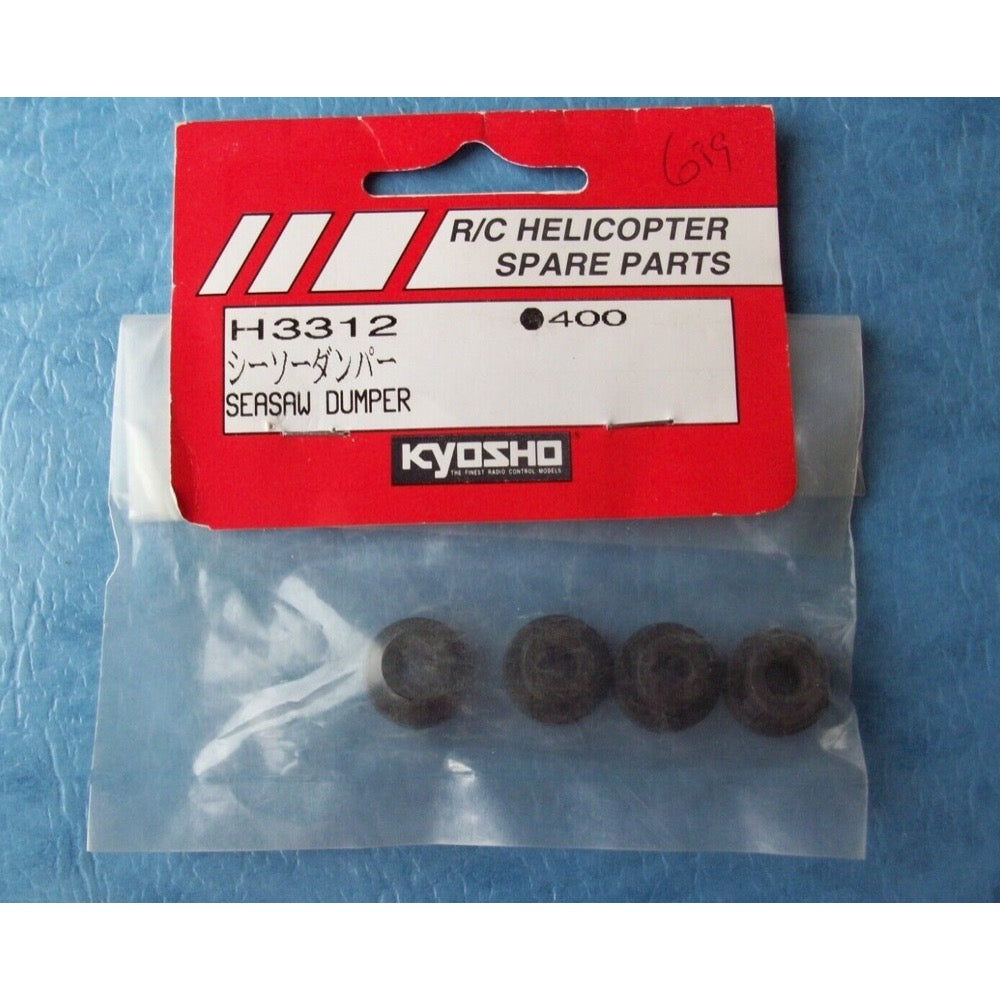 R/C HELICOPTER
SPARE PARTS
H3312 ●400
シーソーダンパー
SEASAW DUMPER
KYOSHO
THE FINEST RADIO CONTROL MODELS